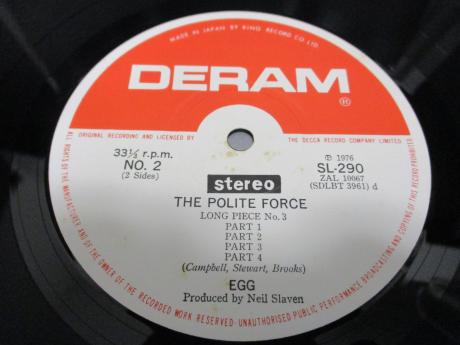 MADE IN JAPAN BY KING RECORD CO. LTD.
DERAM®
ORIGINAL RECORDING AND LICENSED BY THE DECCA RECORD COMPANY LIMITED
33⅓ r.p.m.
NO. 2
(2 Sides)
stereo
℗ 1976
SL-290
ZAL 10067
(SDLBT 3961) d
THE POLITE FORCE
LONG PIECE No. 3
PART 1
PART 2
PART 3
PART 4
(Campbell, Stewart, Brooks)
EGG
Produced by Neil Slaven
ALL RIGHTS OF THE MANUFACTURER AND OF THE OWNER OF THE RECORDED WORK RESERVED · UNAUTHORISED PUBLIC PERFORMANCE BROADCASTING AND COPYING OF THIS RECORD PROHIBITED